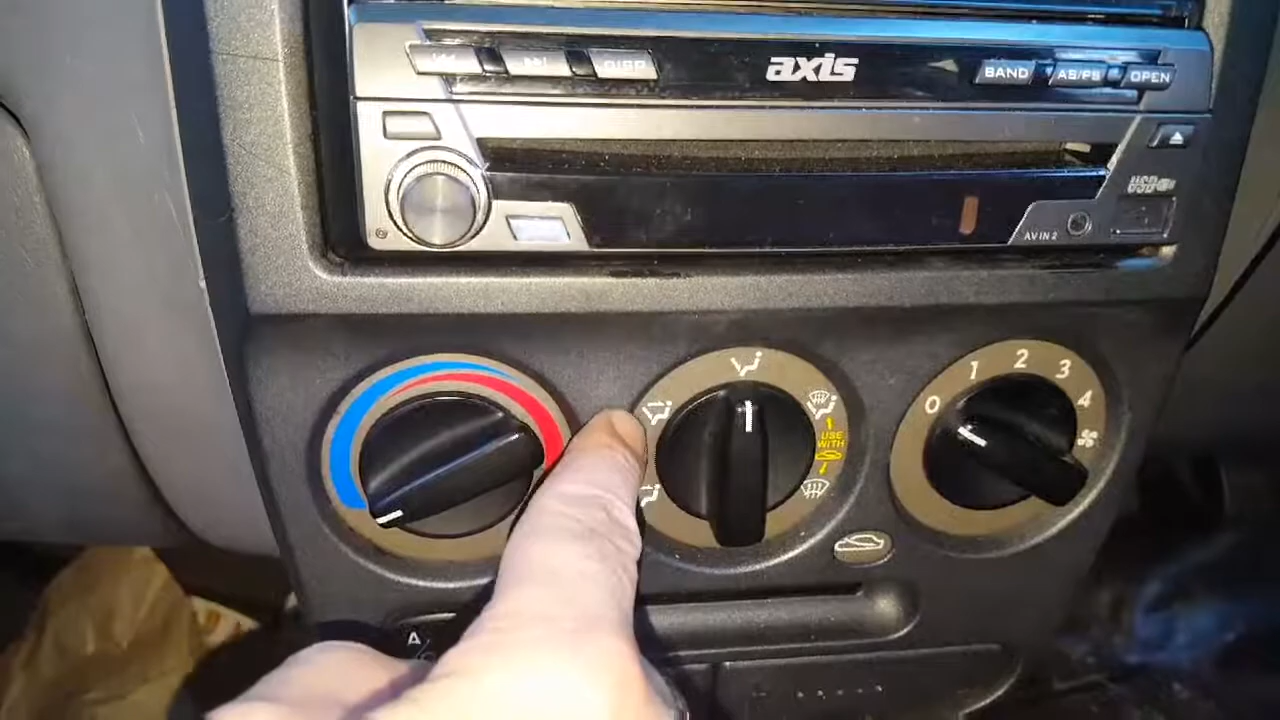 DISP
axis
BAND
AS/PS
OPEN
USB
AV IN 2
0
1
2
3
4
USE
WITH
A/C